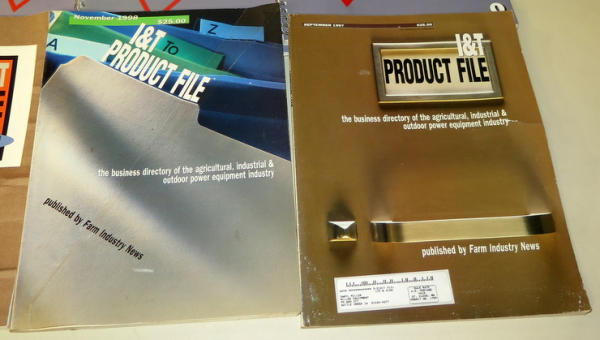 November 1998
$25.00
A
TO
Z
I&T
PRODUCT FILE
the business directory of the agricultural, industrial &
outdoor power equipment industry
published by Farm Industry News
SEPTEMBER 1997
$25.00
I&T
PRODUCT FILE
the business directory of the agricultural, industrial &
outdoor power equipment industry
published by Farm Industry News